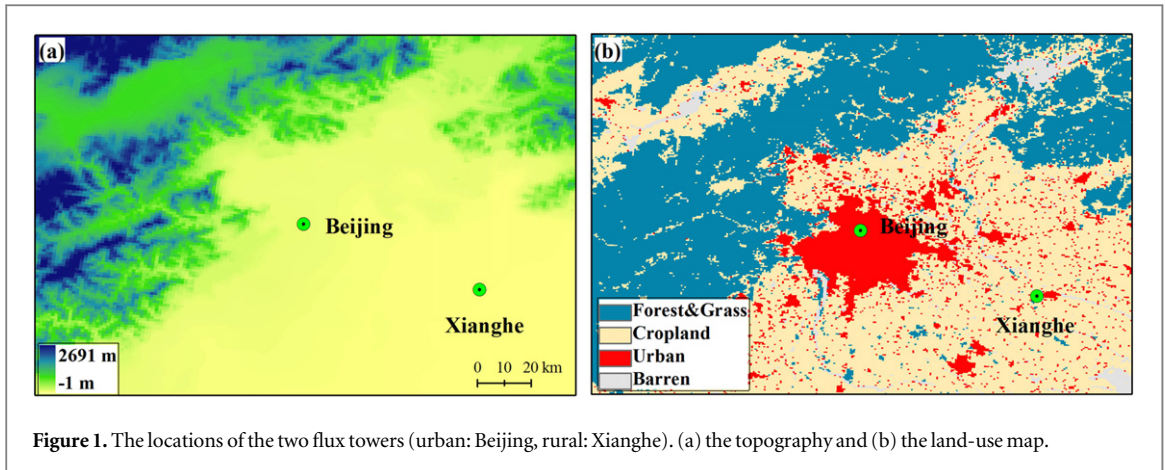 (a)
Beijing
Xianghe
2691 m
-1 m
0 10 20 km
(b)
Beijing
Xianghe
Forest&Grass
Cropland
Urban
Barren
Figure 1. The locations of the two flux towers (urban: Beijing, rural: Xianghe). (a) the topography and (b) the land-use map.